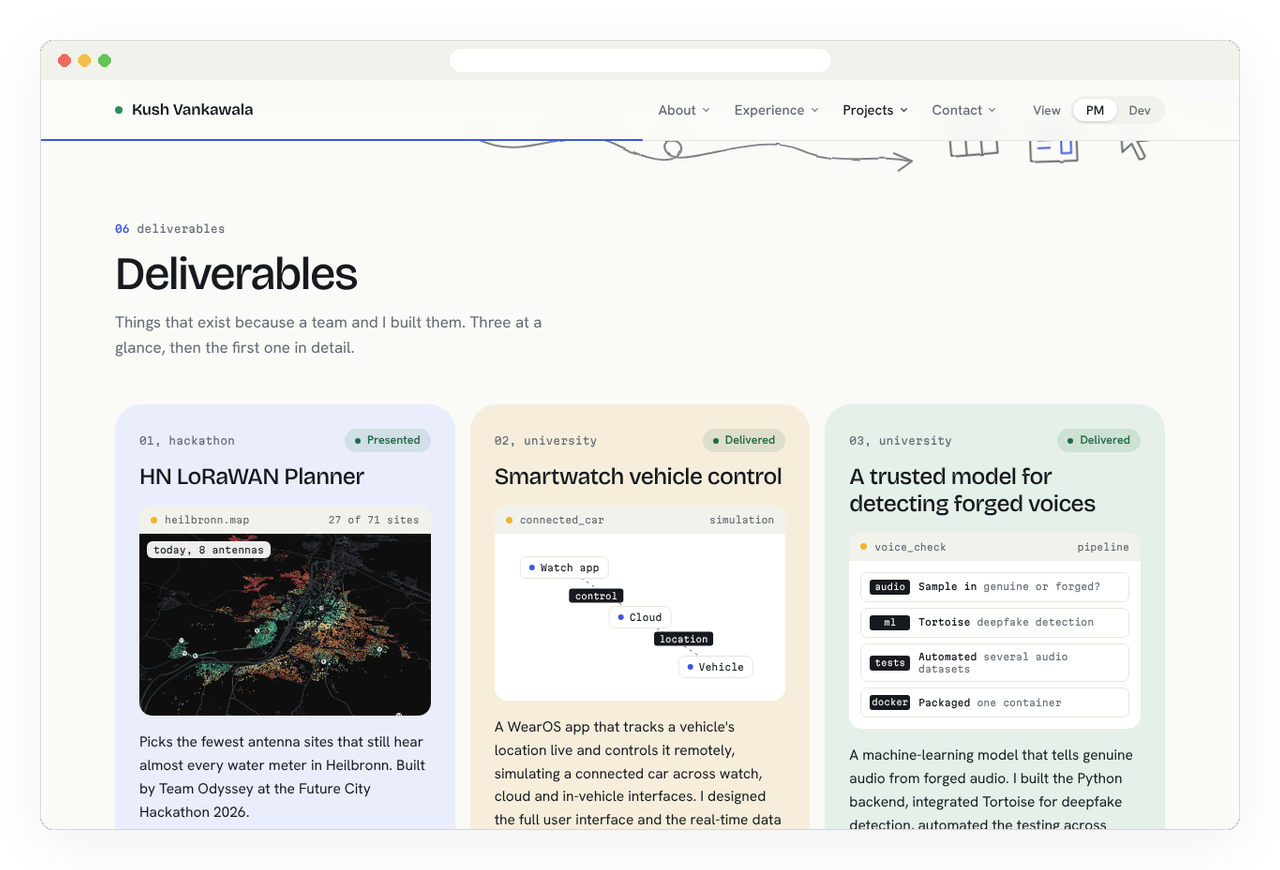 Kush Vankawala
About
Experience
Projects
Contact
View
PM
Dev
06 deliverables
Deliverables
Things that exist because a team and I built them. Three at a
glance, then the first one in detail.
01, hackathon
Presented
HN LoRaWAN Planner
heilbronn.map
27 of 71 sites
today, 8 antennas
Picks the fewest antenna sites that still hear
almost every water meter in Heilbronn. Built
by Team Odyssey at the Future City
Hackathon 2026.
02, university
Delivered
Smartwatch vehicle control
connected_car
simulation
Watch app
control
Cloud
location
Vehicle
A WearOS app that tracks a vehicle's
location live and controls it remotely,
simulating a connected car across watch,
cloud and in-vehicle interfaces. I designed
the full user interface and the real-time data
03, university
Delivered
A trusted model for
detecting forged voices
voice_check
pipeline
audio Sample in genuine or forged?
ml Tortoise deepfake detection
tests Automated several audio
datasets
docker Packaged one container
A machine-learning model that tells genuine
audio from forged audio. I built the Python
backend, integrated Tortoise for deepfake
detection, automated the testing across